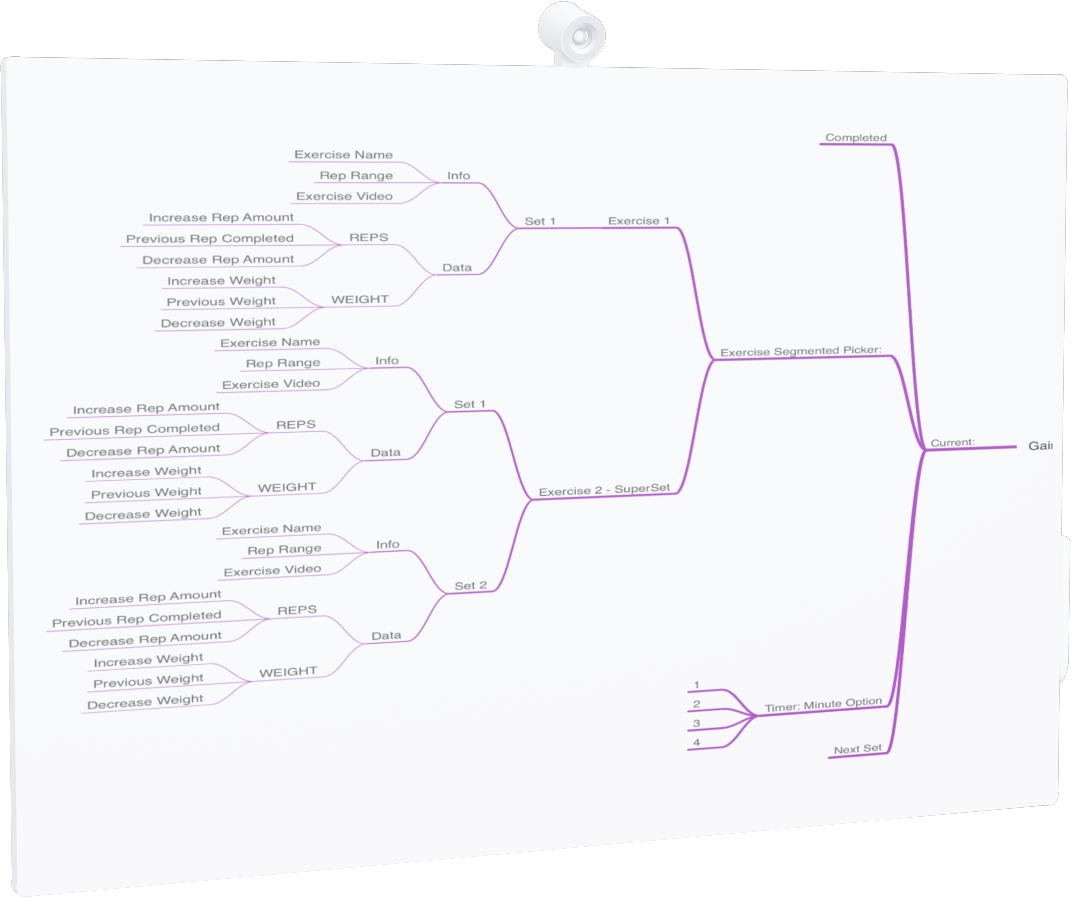 Completed
Exercise Name
Rep Range
Exercise Video
Info
Increase Rep Amount
Previous Rep Completed
Decrease Rep Amount
REPS
Increase Weight
Previous Weight
Decrease Weight
WEIGHT
Data
Set 1
Exercise 1
Exercise Name
Rep Range
Exercise Video
Info
Increase Rep Amount
Previous Rep Completed
Decrease Rep Amount
REPS
Increase Weight
Previous Weight
Decrease Weight
WEIGHT
Data
Set 1
Exercise Name
Rep Range
Exercise Video
Info
Increase Rep Amount
Previous Rep Completed
Decrease Rep Amount
REPS
Increase Weight
Previous Weight
Decrease Weight
WEIGHT
Data
Set 2
Exercise 2 - SuperSet
Exercise Segmented Picker:
Current:
1
2
3
4
Timer: Minute Option
Next Set